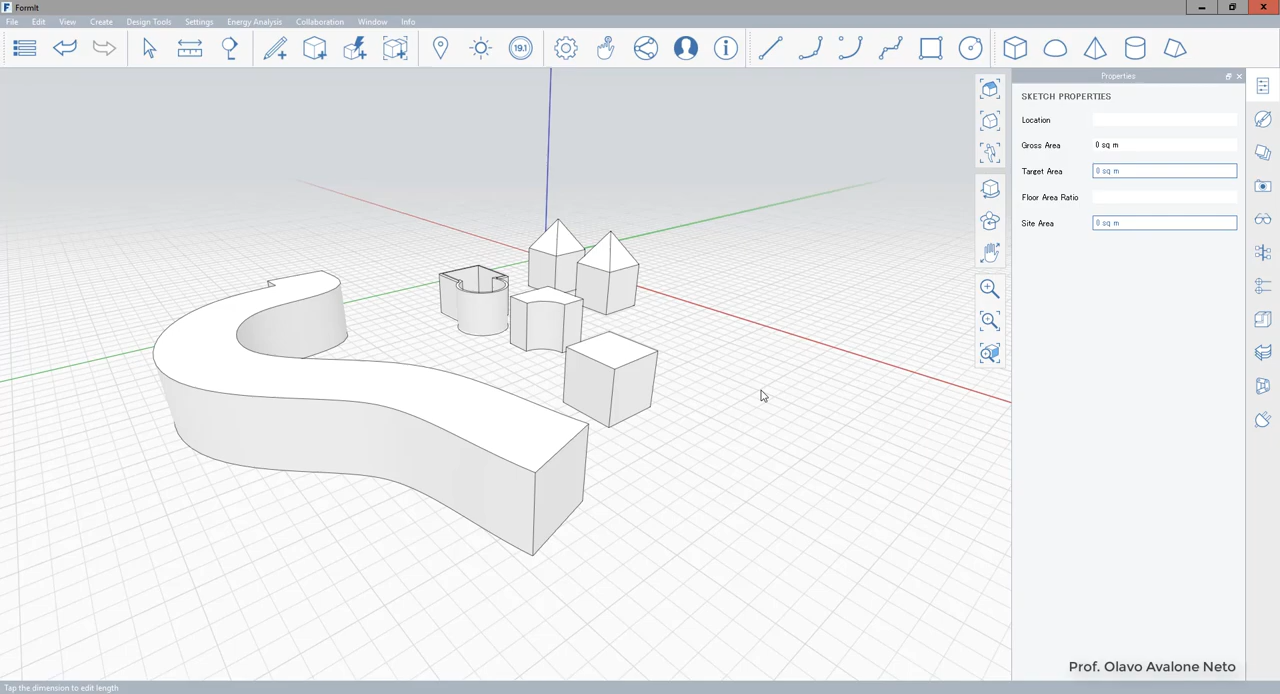 FormIt
File Edit View Create Design Tools Settings Energy Analysis Collaboration Window Info
19.1
Properties
SKETCH PROPERTIES
Location
Gross Area 0 sq m
Target Area 0 sq m
Floor Area Ratio
Site Area 0 sq m
Prof. Olavo Avalone Neto
Tap the dimension to edit length